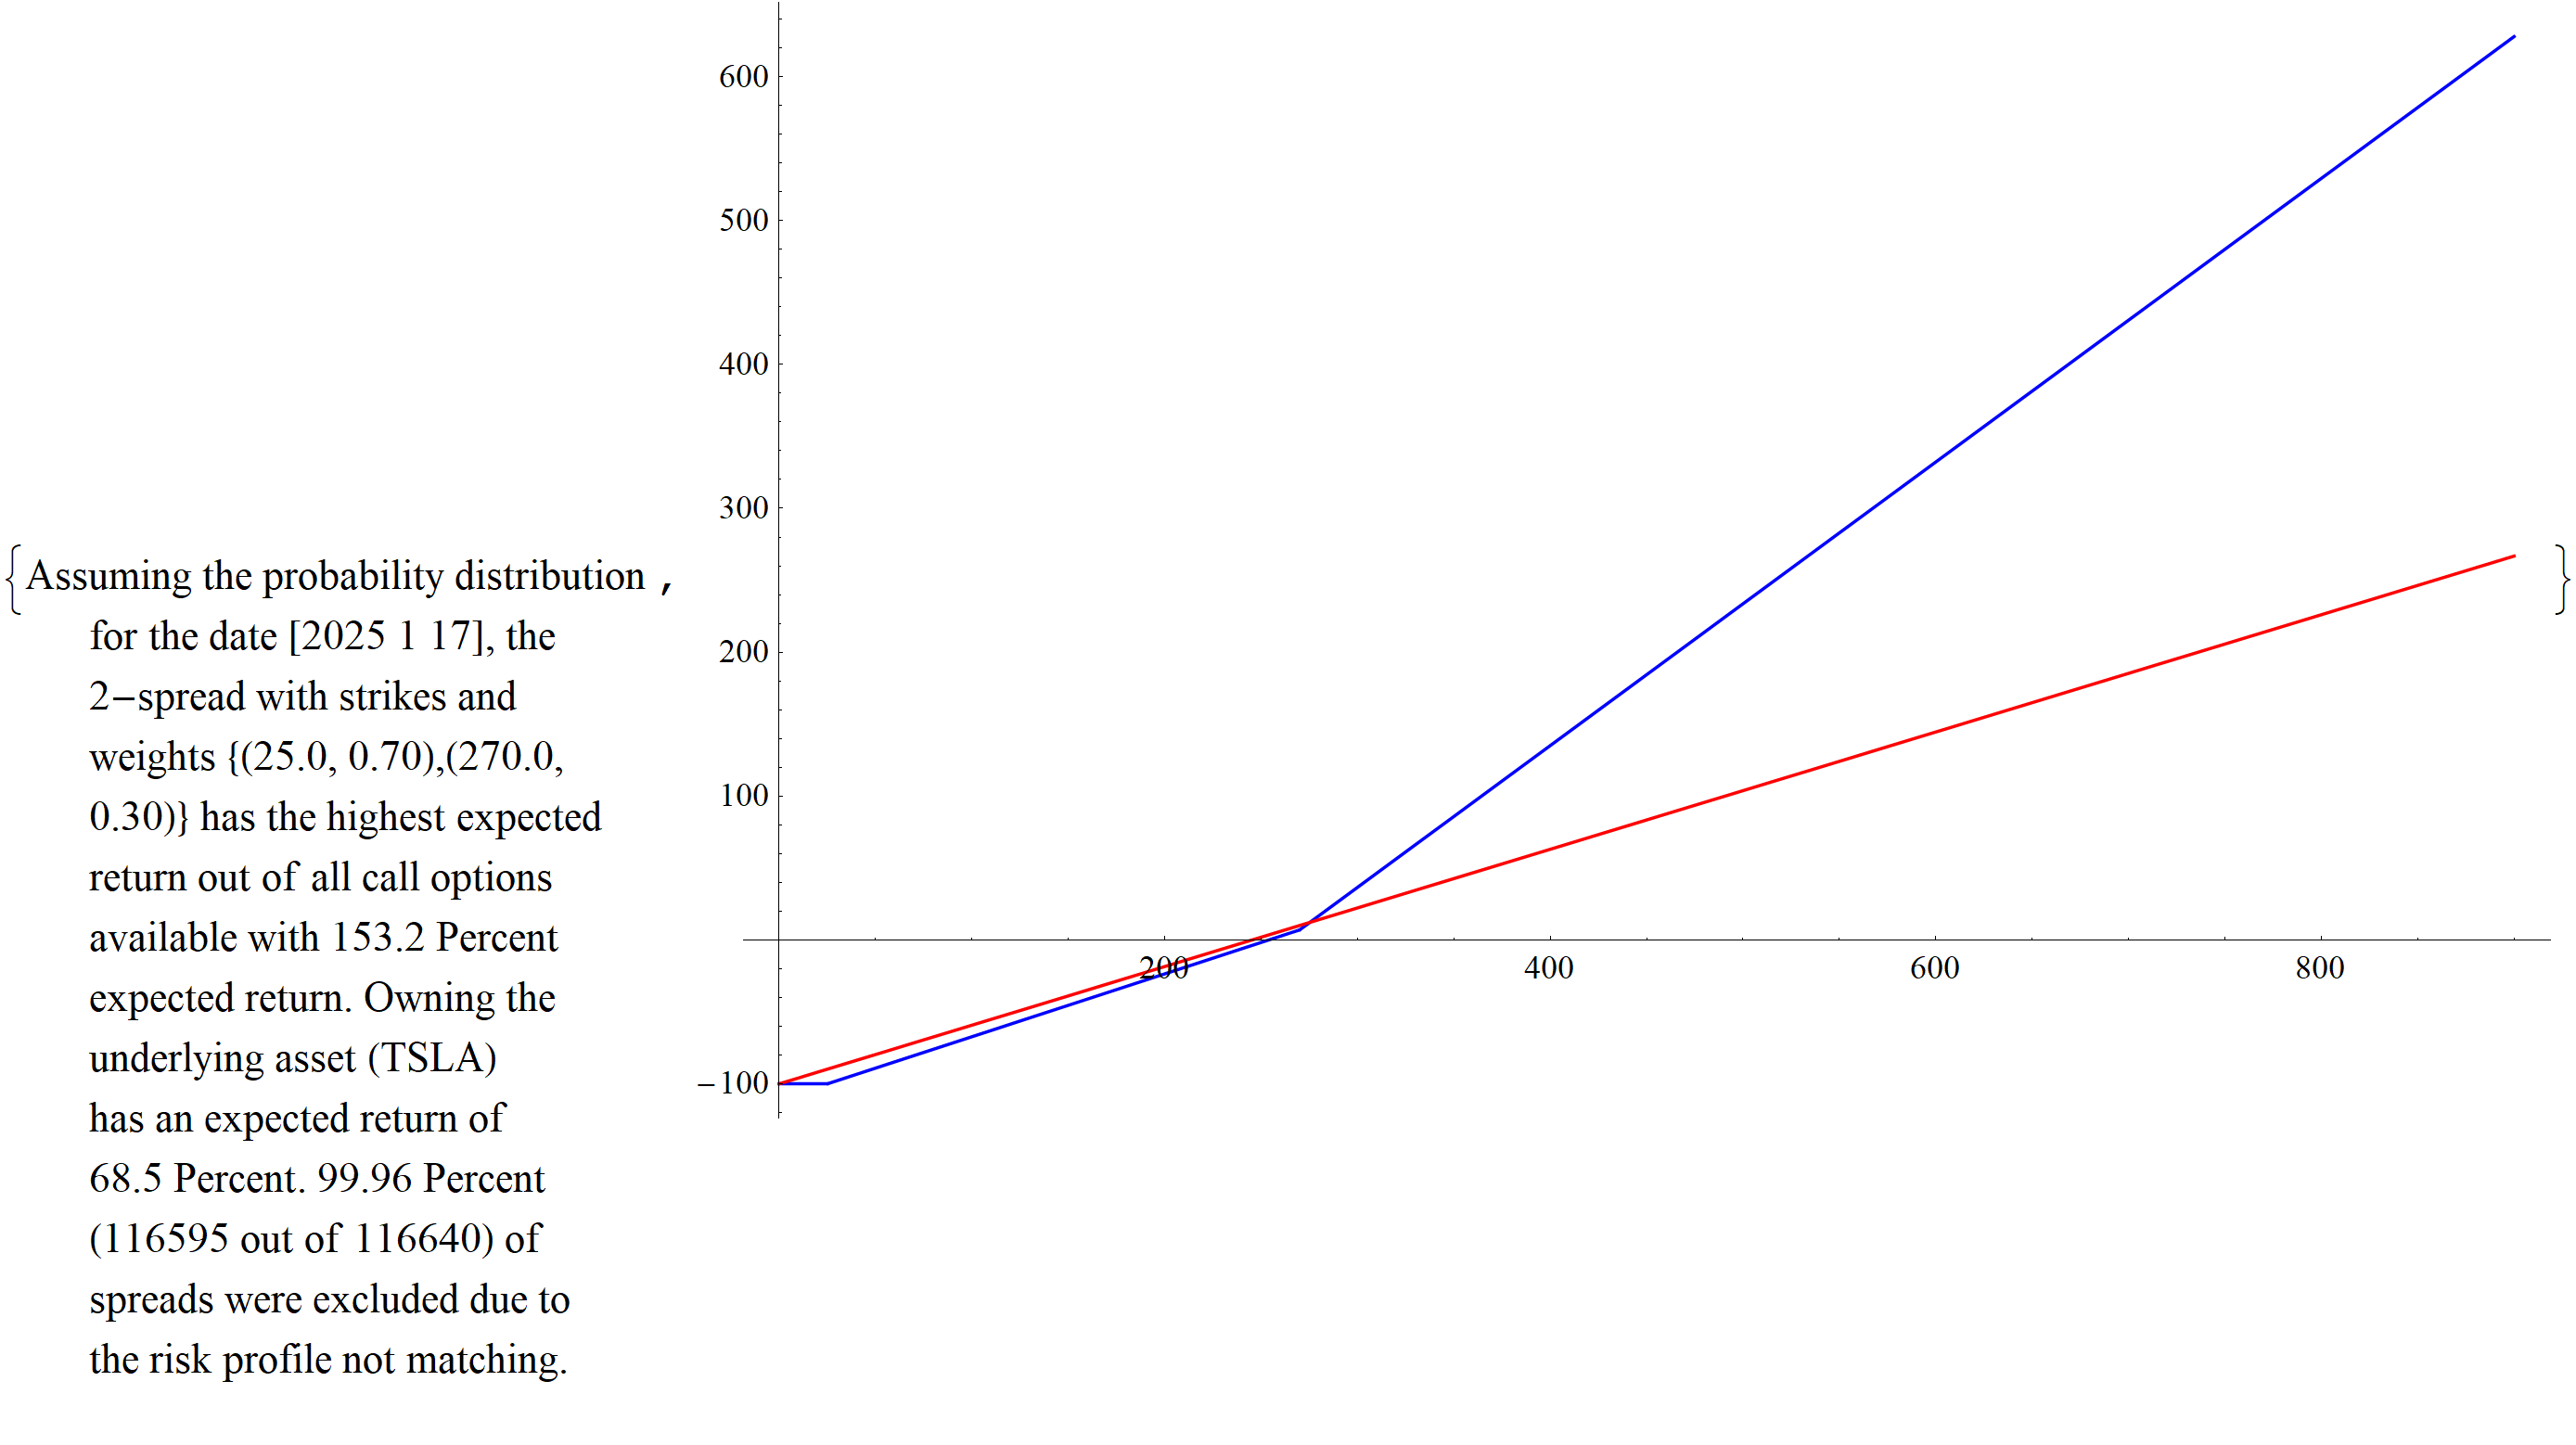 {Assuming the probability distribution ,
for the date [2025 1 17], the
2−spread with strikes and
weights {(25.0, 0.70),(270.0,
0.30)} has the highest expected
return out of all call options
available with 153.2 Percent
expected return. Owning the
underlying asset (TSLA)
has an expected return of
68.5 Percent. 99.96 Percent
(116595 out of 116640) of
spreads were excluded due to
the risk profile not matching.
600
500
400
300
200
100
−100
200
400
600
800
}